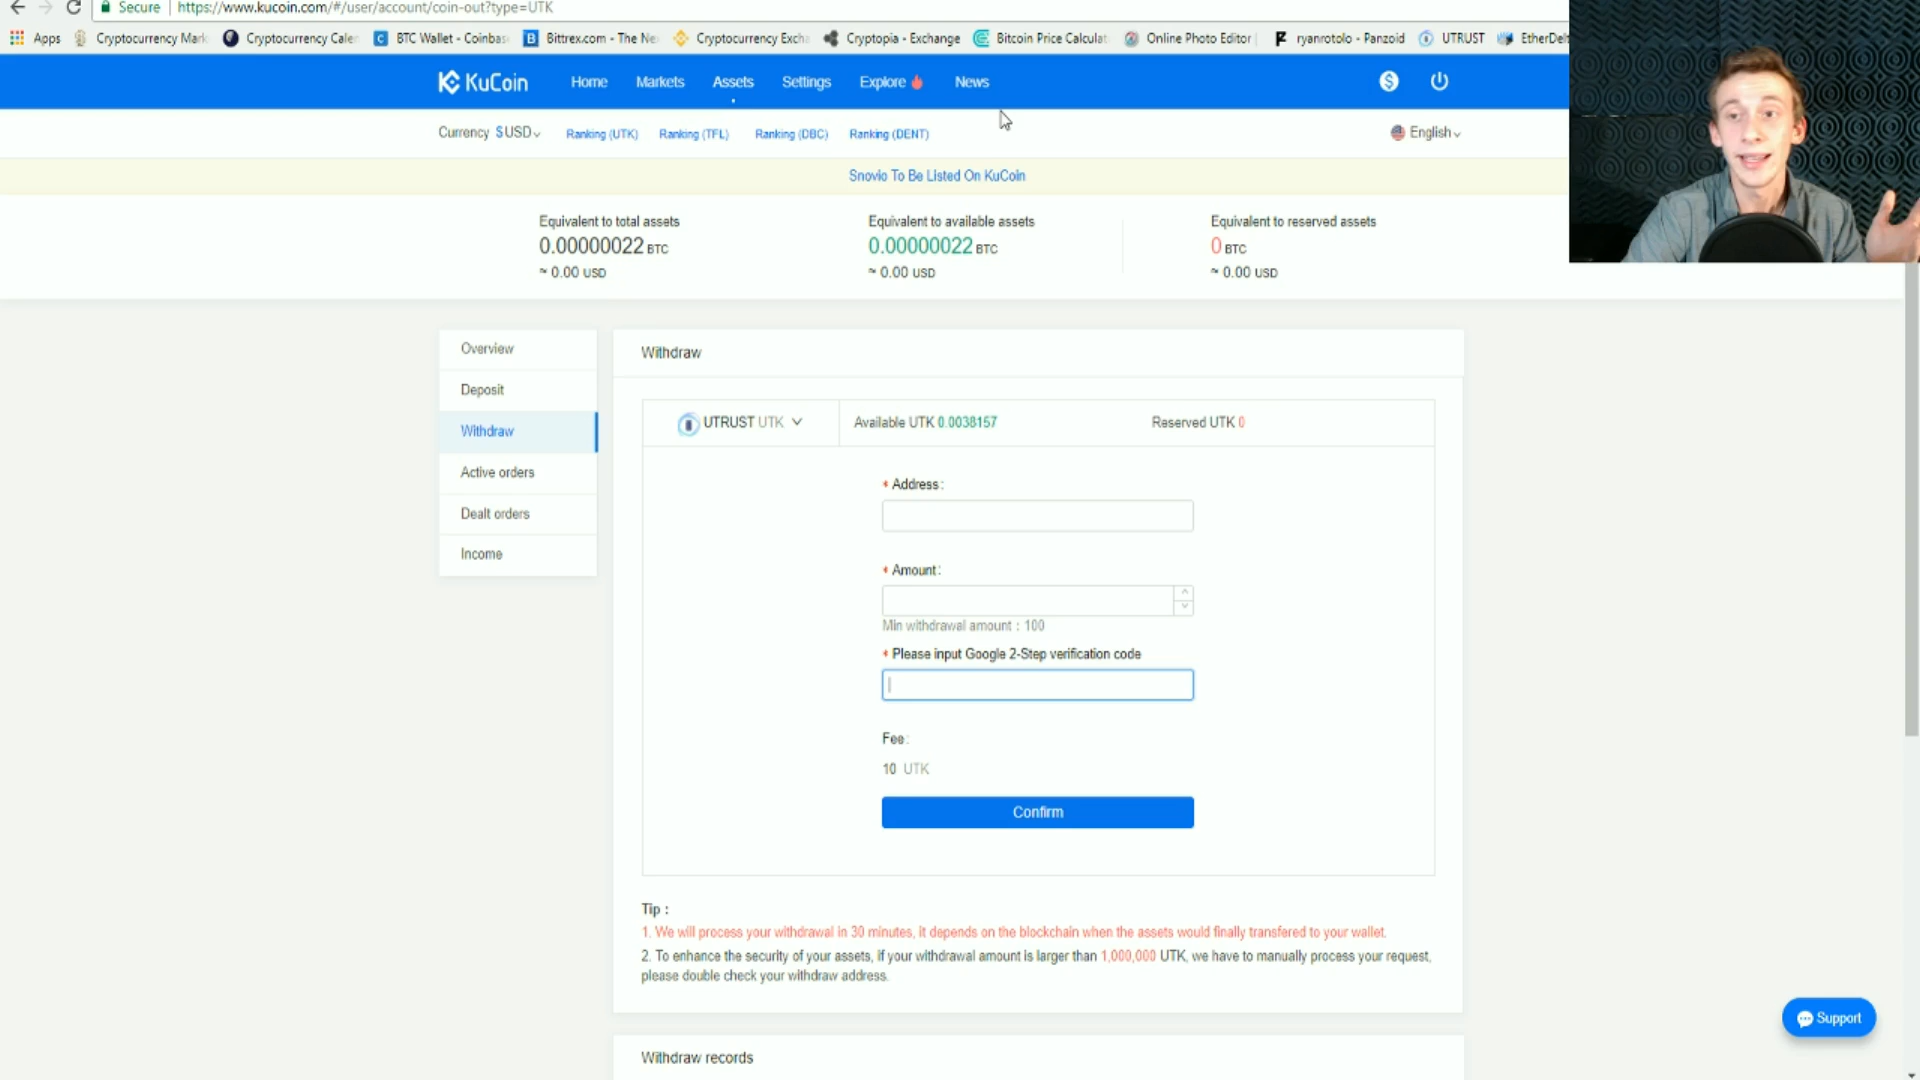 Secure https://www.kucoin.com/#/user/account/coin-out?type=UTK
Apps Cryptocurrency Mark Cryptocurrency Cale BTC Wallet - Coinbas Bittrex.com - The Ne Cryptocurrency Exch Cryptopia - Exchange Bitcoin Price Calculat Online Photo Editor ryanrotolo - Panzoid UTRUST EtherDelt
KuCoin Home Markets Assets Settings Explore News
Currency $ USD Ranking (UTK) Ranking (TFL) Ranking (DBC) Ranking (DENT) English
Snovio To Be Listed On KuCoin
Equivalent to total assets Equivalent to available assets Equivalent to reserved assets
0.00000022 BTC 0.00000022 BTC 0 BTC
≈ 0.00 USD ≈ 0.00 USD ≈ 0.00 USD
Overview
Deposit
Withdraw
Active orders
Dealt orders
Income
Withdraw
UTRUST UTK Available UTK 0.0038157 Reserved UTK 0
* Address:
* Amount:
Min withdrawal amount : 100
* Please input Google 2-Step verification code
Fee:
10 UTK
Confirm
Tip :
1. We will process your withdrawal in 30 minutes, it depends on the blockchain when the assets would finally transfered to your wallet.
2. To enhance the security of your assets, if your withdrawal amount is larger than 1,000,000 UTK, we have to manually process your request,
please double check your withdraw address.
Support
Withdraw records